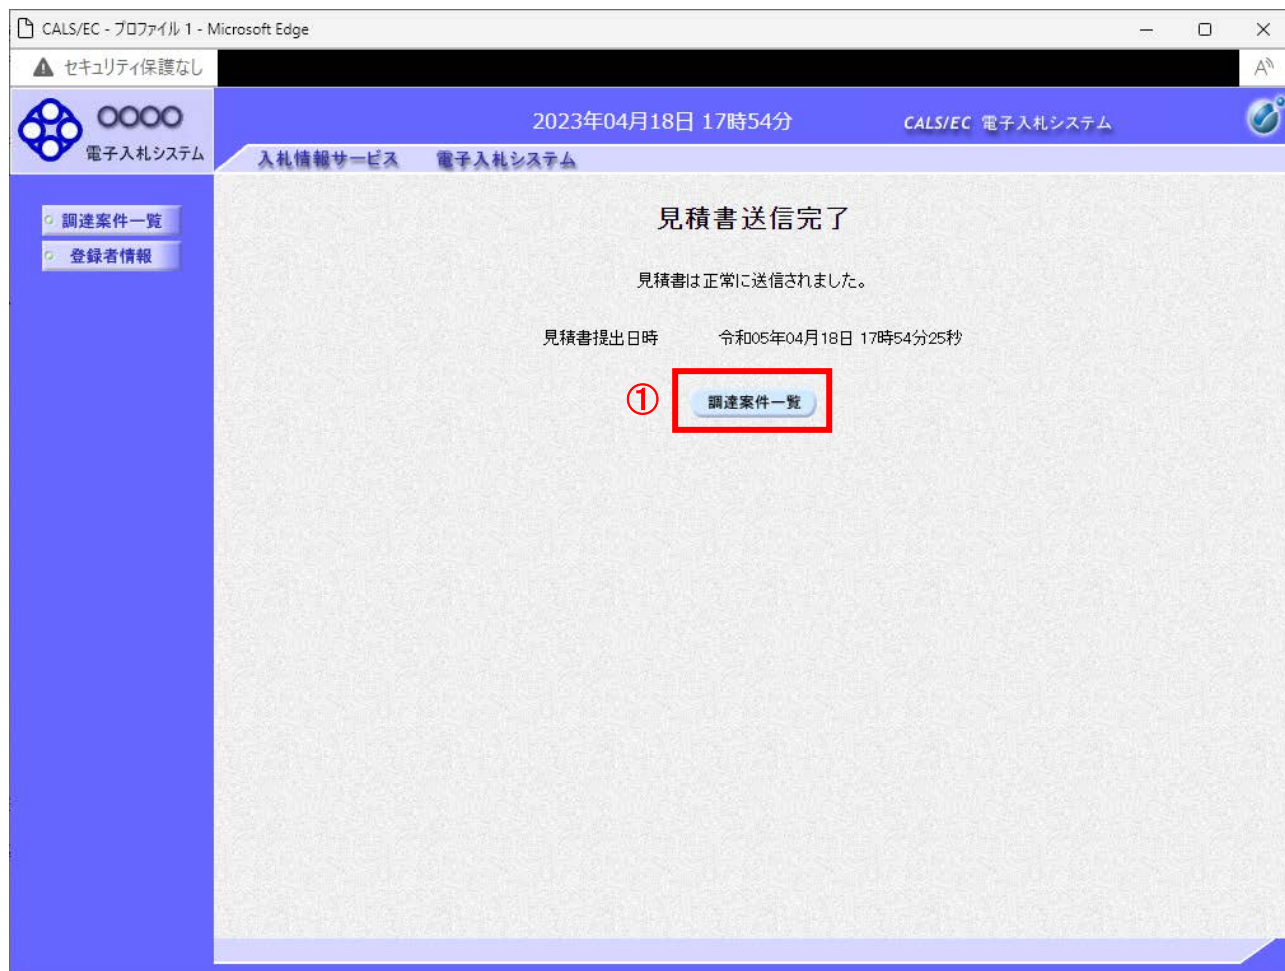 CALS/EC - プロファイル 1 - Microsoft Edge
セキュリティ保護なし
OOOO
電子入札システム
2023年04月18日 17時54分
CALS/EC 電子入札システム
入札情報サービス 電子入札システム
調達案件一覧
登録者情報
見積書送信完了
見積書は正常に送信されました。
見積書提出日時 令和05年04月18日 17時54分25秒
① 調達案件一覧